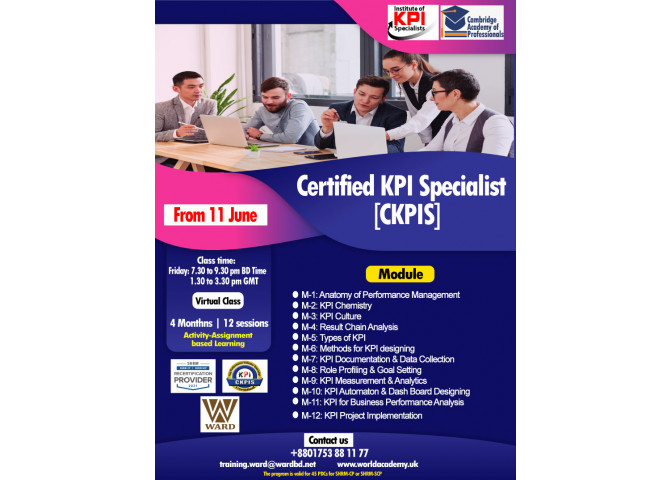 Institute of
KPI
Specialists
Cambridge
Academy of
Professionals
Certified KPI Specialist
[CKPIS]
From 11 June
Class time:
Friday: 7.30 to 9.30 pm BD Time
1.30 to 3.30 pm GMT
Virtual Class
4 Monthns | 12 sessions
Activity-Assignment
based Learning
SHRM
RECERTIFICATION
PROVIDER
KPI
CKPIS
WARD
Module
M-1: Anatomy of Performance Management
M-2: KPI Chemistry
M-3: KPI Culture
M-4: Result Chain Analysis
M-5: Types of KPI
M-6: Methods for KPI designing
M-7: KPI Documentation & Data Collection
M-8: Role Profiling & Goal Setting
M-9: KPI Measurement & Analytics
M-10: KPI Automaton & Dash Board Designing
M-11: KPI for Business Performance Analysis
M-12: KPI Project Implementation
Contact us
+8801753 88 11 77
training.ward@wardbd.net www.worldacademy.uk
The program is valid for 45 PDCs for SHRM-CP or SHRM-SCP